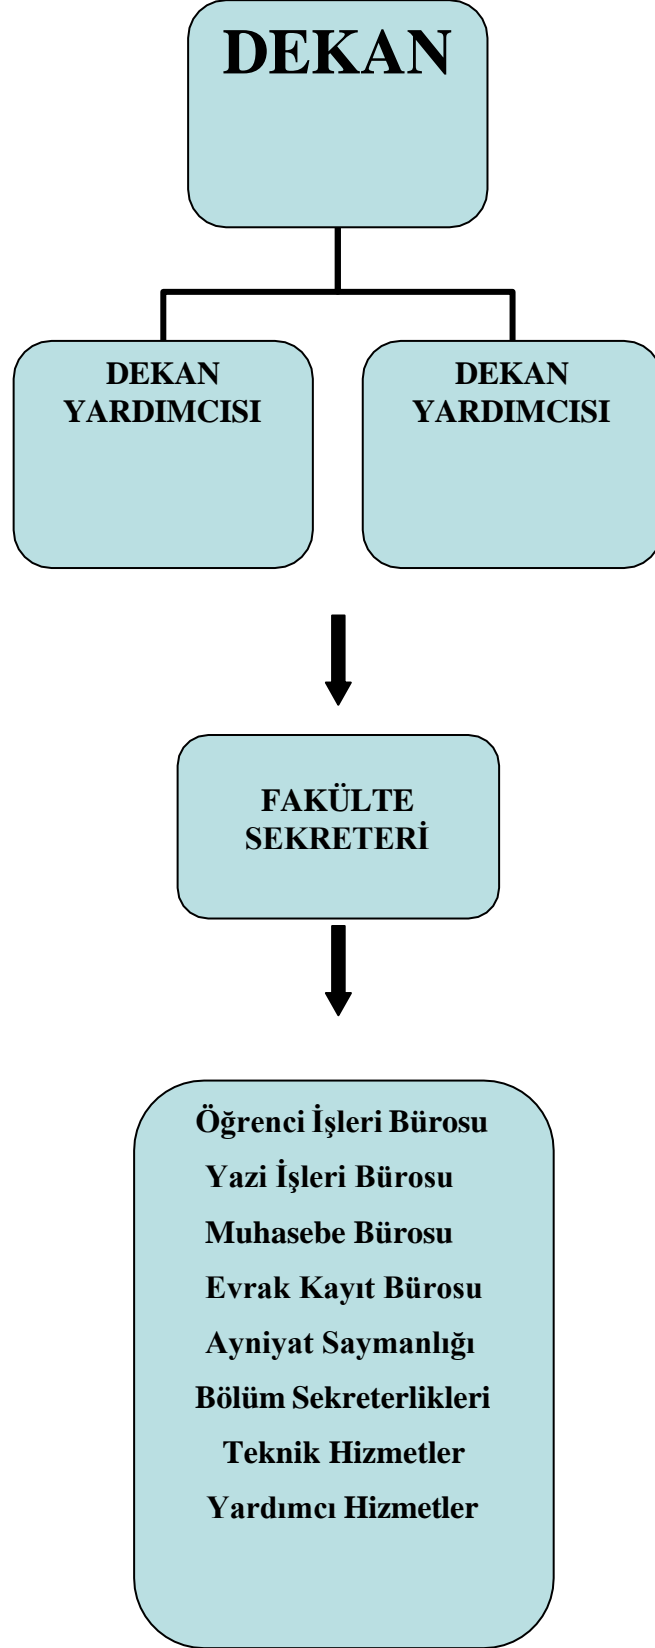 DEKAN
DEKAN
YARDIMCISI
DEKAN
YARDIMCISI
FAKÜLTE
SEKRETERİ
Öğrenci İşleri Bürosu
Yazi İşleri Bürosu
Muhasebe Bürosu
Evrak Kayıt Bürosu
Ayniyat Saymanlığı
Bölüm Sekreterlikleri
Teknik Hizmetler
Yardımcı Hizmetler